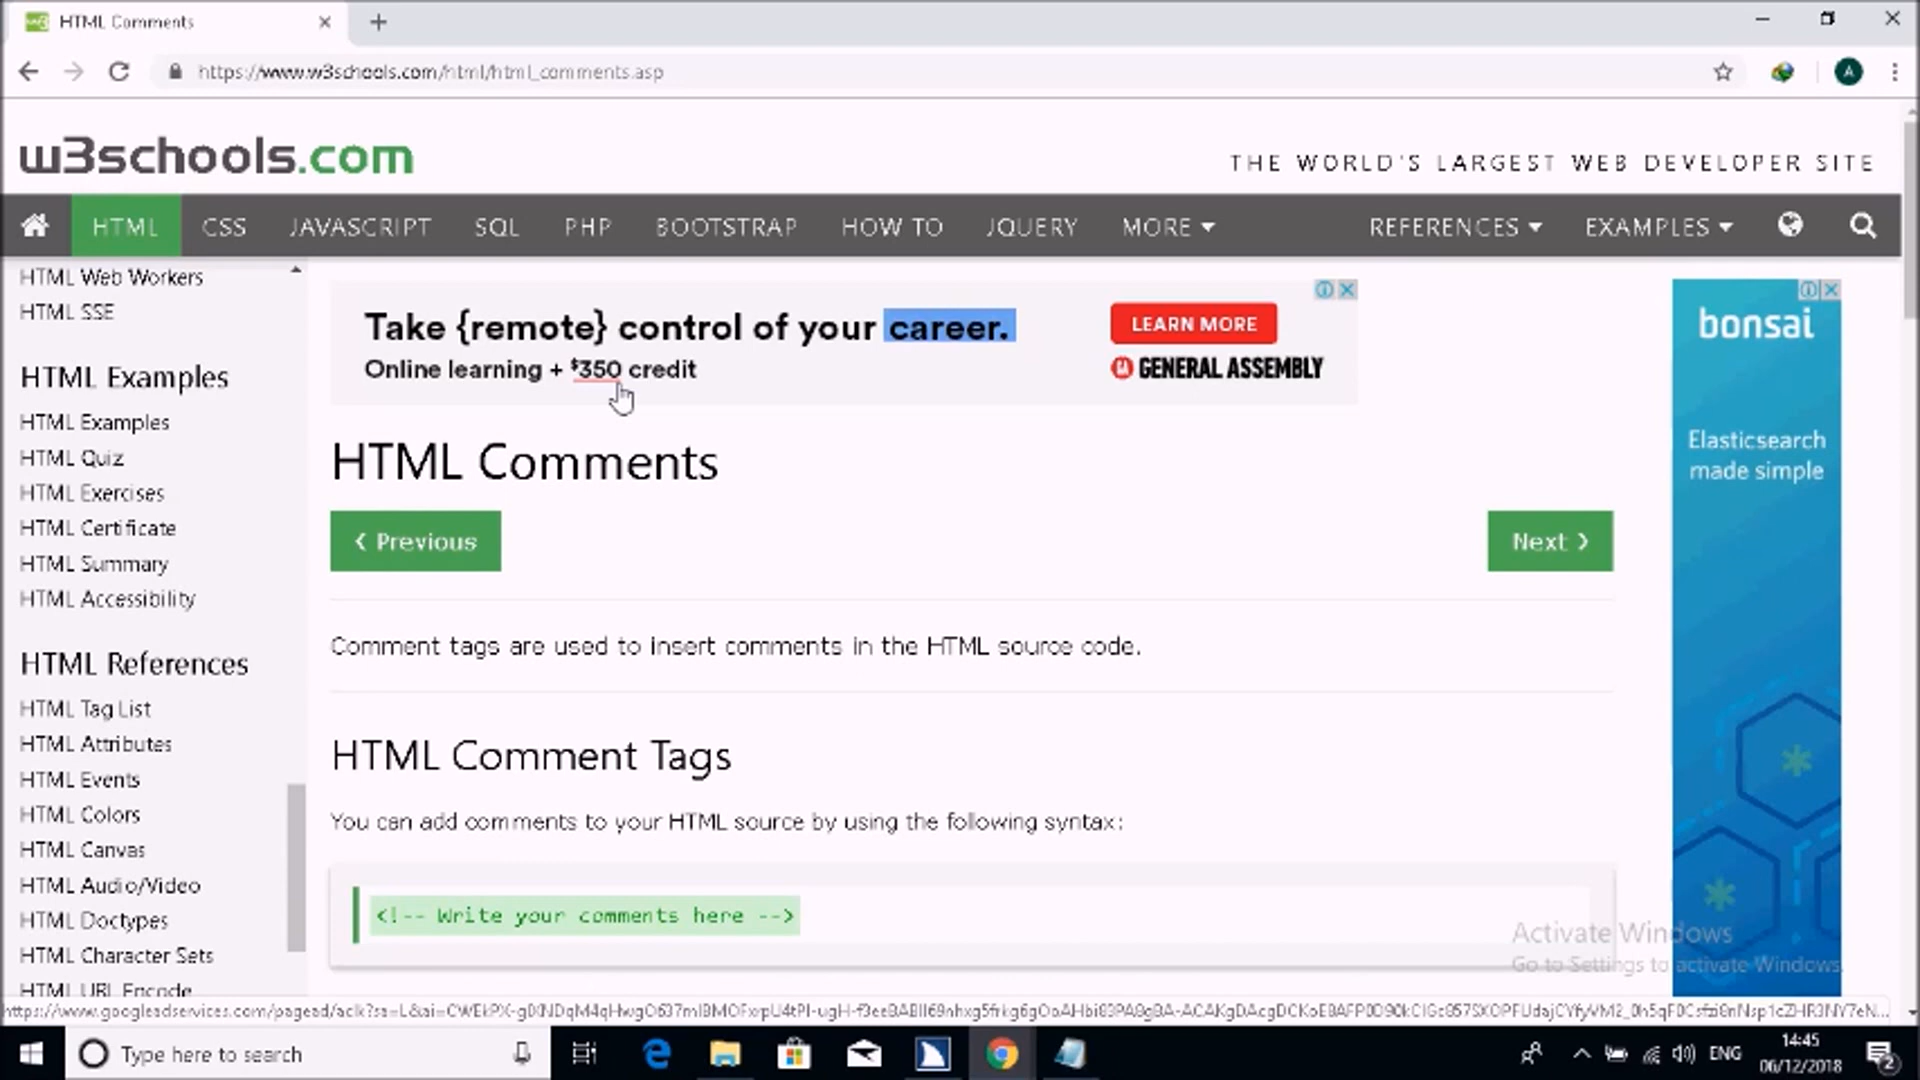 HTML Comments
https://www.w3schools.com/html/html_comments.asp
A
w3schools.com
THE WORLD'S LARGEST WEB DEVELOPER SITE
HTML CSS JAVASCRIPT SQL PHP BOOTSTRAP HOW TO JQUERY MORE REFERENCES EXAMPLES
HTML Web Workers
HTML SSE
HTML Examples
HTML Examples
HTML Quiz
HTML Exercises
HTML Certificate
HTML Summary
HTML Accessibility
HTML References
HTML Tag List
HTML Attributes
HTML Events
HTML Colors
HTML Canvas
HTML Audio/Video
HTML Doctypes
HTML Character Sets
HTML URL Encode
Take {remote} control of your career.
Online learning + $350 credit
LEARN MORE
GENERAL ASSEMBLY
HTML Comments
❮ Previous
Next ❯
Comment tags are used to insert comments in the HTML source code.
HTML Comment Tags
You can add comments to your HTML source by using the following syntax:
<!-- Write your comments here -->
bonsai
Elasticsearch
made simple
Activate Windows
Go to Settings to activate Windows.
Type here to search
ENG
14:45
06/12/2018
2